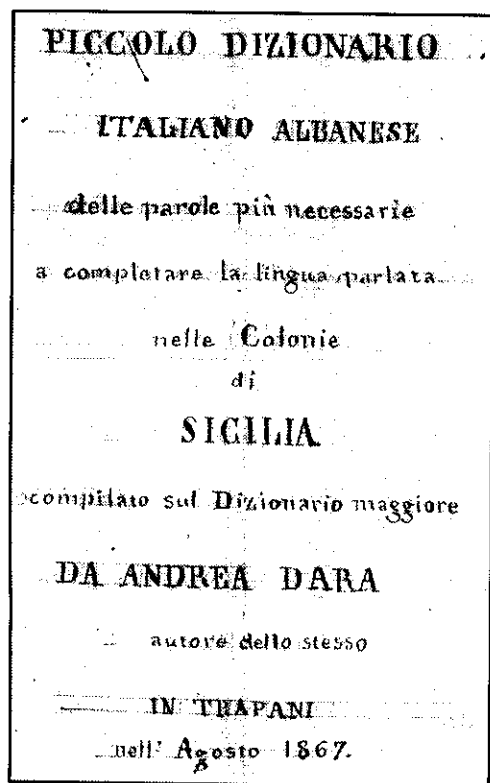 PICCOLO DIZIONARIO
ITALIANO ALBANESE
delle parole più necessarie
a completare la lingua parlata
nelle Colonie
di
SICILIA
compilato sul Dizionario maggiore
DA ANDREA DARA
autore dello stesso
IN TRAPANI
nell' Agosto 1867.